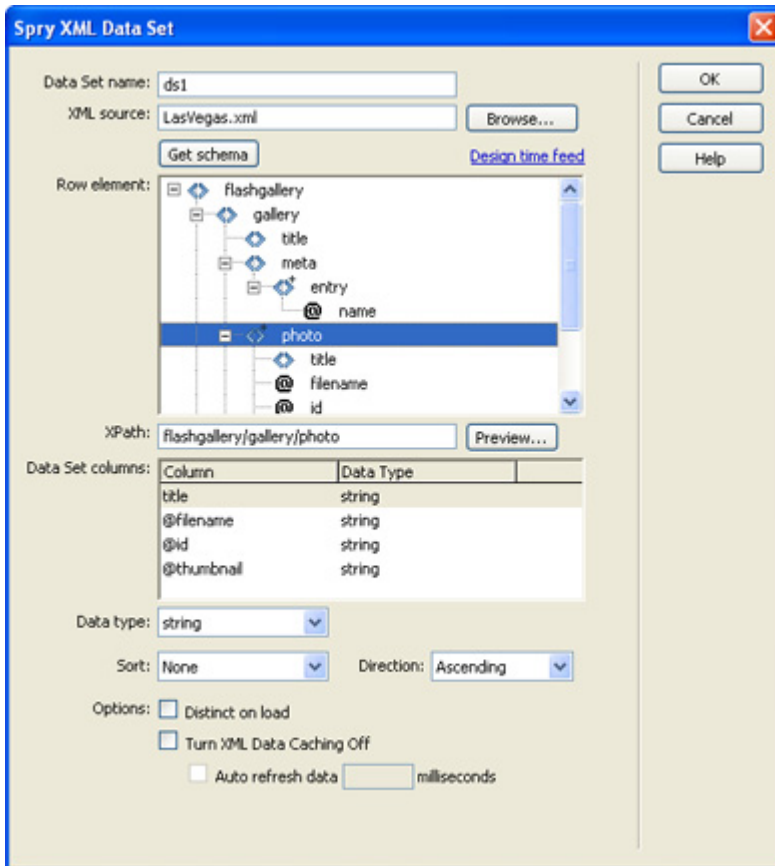 Spry XML Data Set
Data Set name: ds1
OK
XML source: LasVegas.xml Browse...
Cancel
Get schema Design time feed
Help
Row element:
flashgallery
gallery
title
meta
entry
@ name
photo
title
@ filename
@ id
XPath: flashgallery/gallery/photo Preview...
Data Set columns:
Column Data Type
title string
@filename string
@id string
@thumbnail string
Data type: string
Sort: None Direction: Ascending
Options: Distinct on load
Turn XML Data Caching Off
Auto refresh data milliseconds